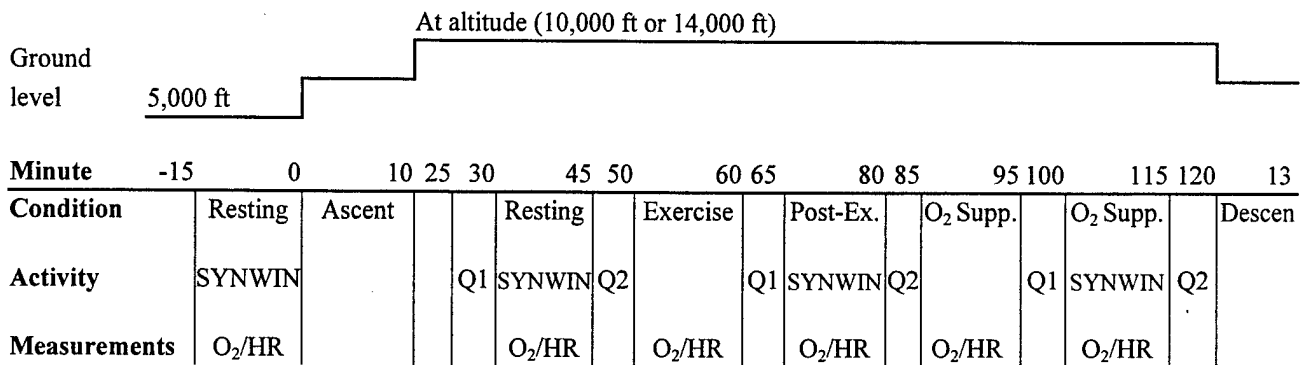 At altitude (10,000 ft or 14,000 ft)
Ground
level 5,000 ft
Minute -15 0 10 25 30 45 50 60 65 80 85 95 100 115 120 13
Condition Resting Ascent Resting Exercise Post-Ex. O₂ Supp. O₂ Supp. Descen
Activity SYNWIN Q1 SYNWIN Q2 Q1 SYNWIN Q2 Q1 SYNWIN Q2
Measurements O₂/HR O₂/HR O₂/HR O₂/HR O₂/HR O₂/HR